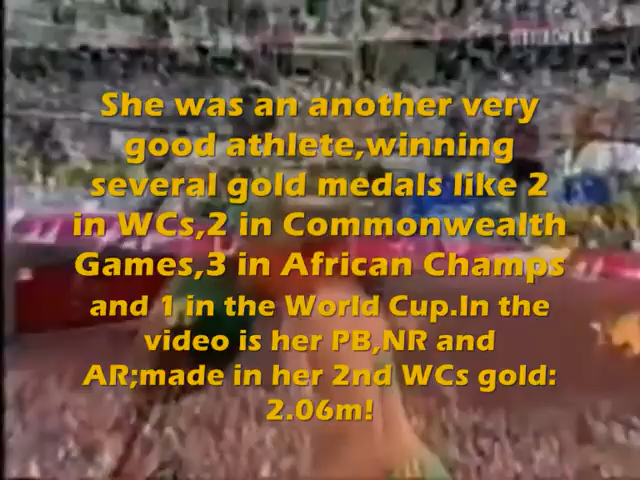 She was an another very
good athlete,winning
several gold medals like 2
in WCs,2 in Commonwealth
Games,3 in African Champs
and 1 in the World Cup.In the
video is her PB,NR and
AR;made in her 2nd WCs gold:
2.06m!